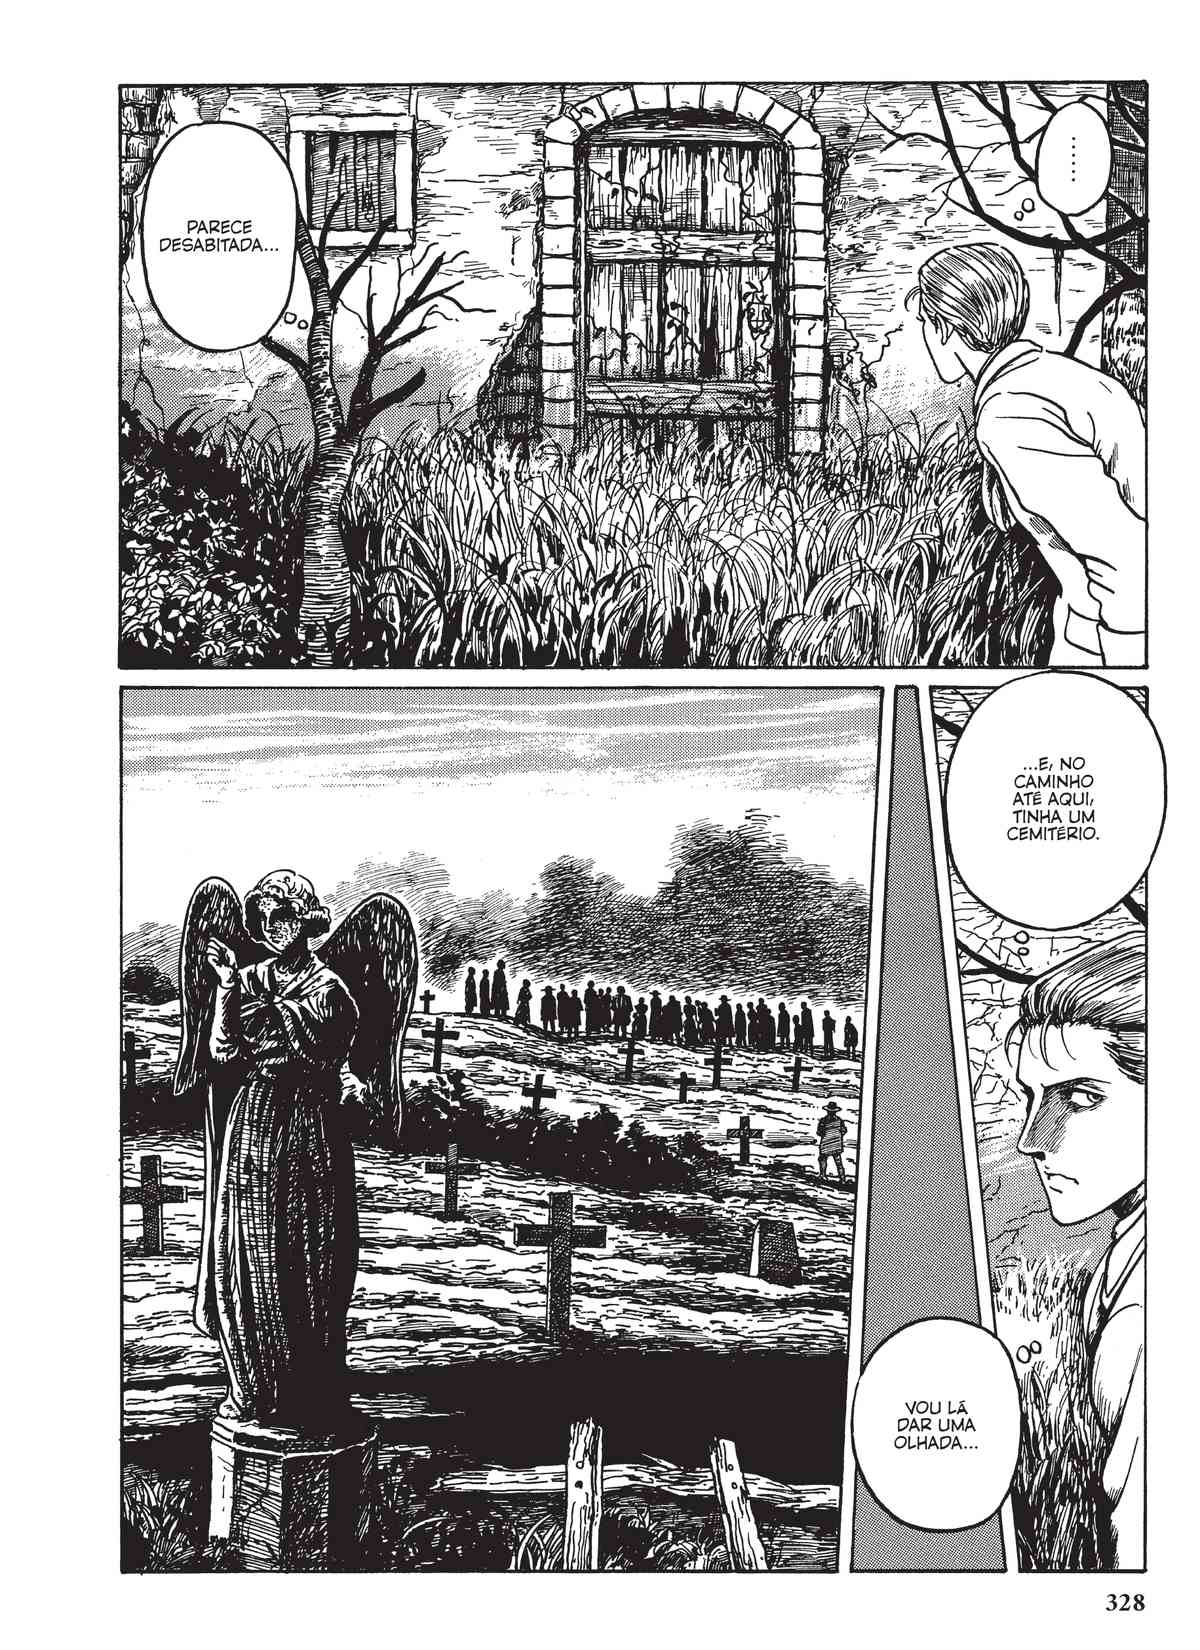 ......
PARECE
DESABITADA...
...E, NO
CAMINHO
ATÉ AQUI,
TINHA UM
CEMITÉRIO.
VOU LÁ
DAR UMA
OLHADA...
328